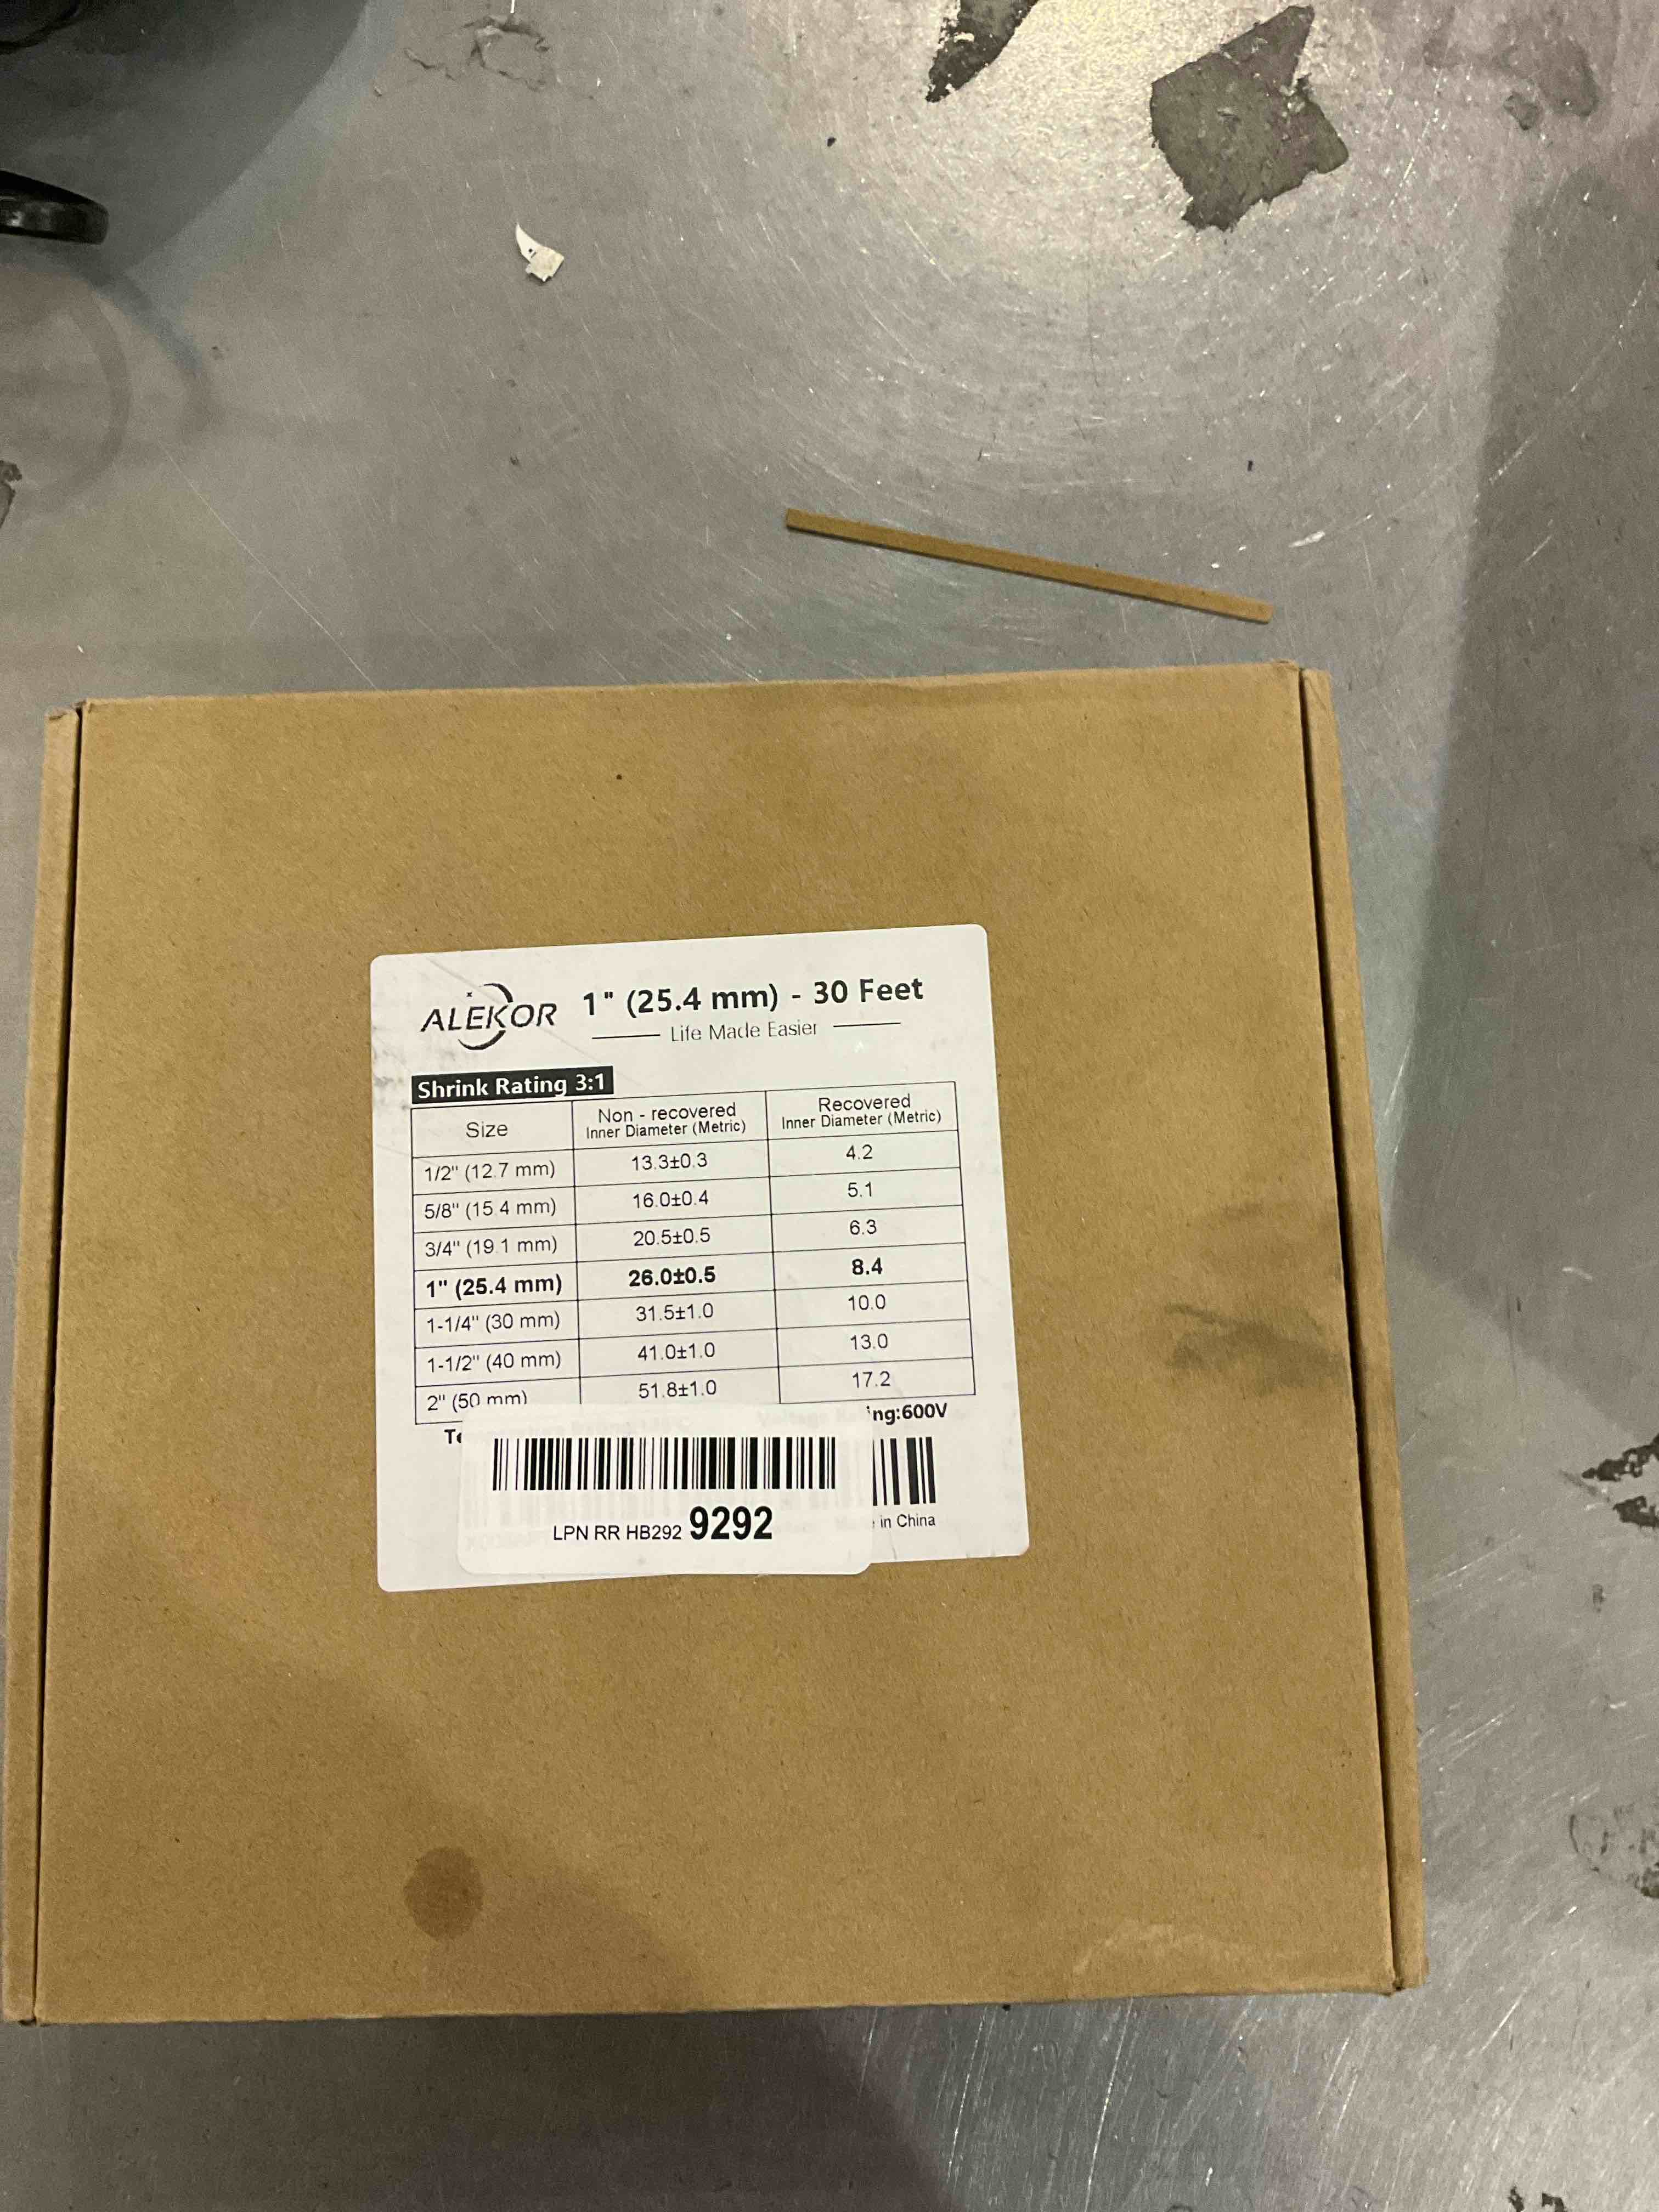 ALEKOR 1" (25.4 mm) - 30 Feet
Life Made Easier
Shrink Rating 3:1
Size Non - recovered Inner Diameter (Metric) Recovered Inner Diameter (Metric)
1/2" (12.7 mm) 13.3±0.3 4.2
5/8" (15.4 mm) 16.0±0.4 5.1
3/4" (19.1 mm) 20.5±0.5 6.3
1" (25.4 mm) 26.0±0.5 8.4
1-1/4" (30 mm) 31.5±1.0 10.0
1-1/2" (40 mm) 41.0±1.0 13.0
2" (50 mm) 51.8±1.0 17.2
ng:600V
LPN RR HB292 9292
in China